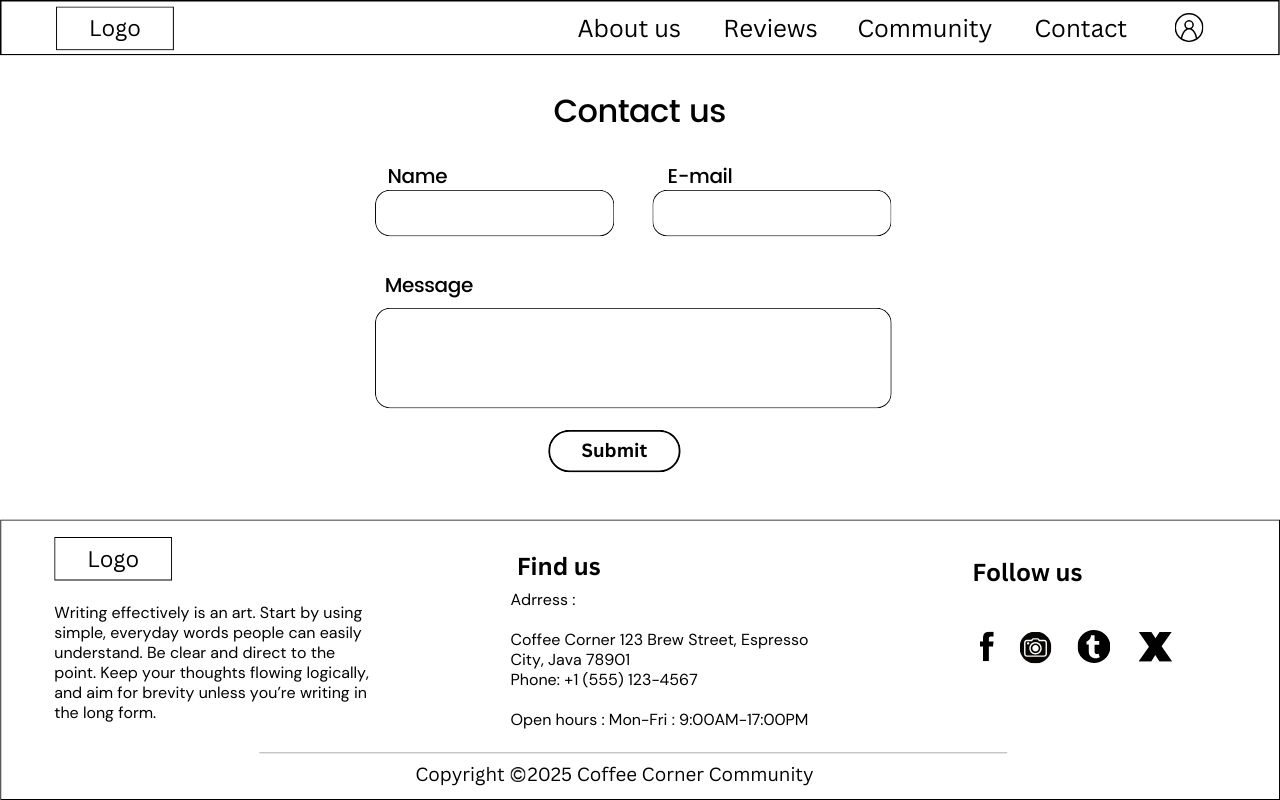 Logo
About us
Reviews
Community
Contact
Contact us
Name
E-mail
Message
Submit
Logo
Writing effectively is an art. Start by using
simple, everyday words people can easily
understand. Be clear and direct to the
point. Keep your thoughts flowing logically,
and aim for brevity unless you're writing in
the long form.
Find us
Adrress :
Coffee Corner 123 Brew Street, Espresso
City, Java 78901
Phone: +1 (555) 123-4567
Open hours : Mon-Fri : 9:00AM-17:00PM
Follow us
Copyright ©2025 Coffee Corner Community